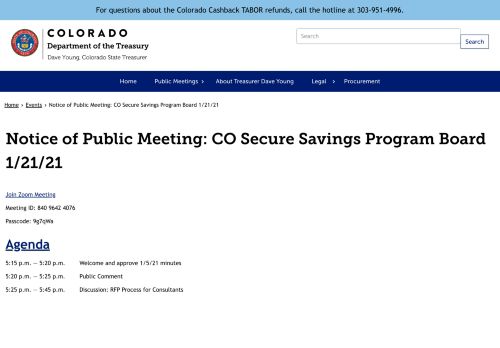 For questions about the Colorado Cashback TABOR refunds, call the hotline at 303-951-4996.
COLORADO
Department of the Treasury
Dave Young, Colorado State Treasurer
Search
Search
Home
Public Meetings
About Treasurer Dave Young
Legal
Procurement
Home › Events › Notice of Public Meeting: CO Secure Savings Program Board 1/21/21
Notice of Public Meeting: CO Secure Savings Program Board
1/21/21
Join Zoom Meeting
Meeting ID: 840 9642 4076
Passcode: 9g7qWa
Agenda
5:15 p.m. — 5:20 p.m. Welcome and approve 1/5/21 minutes
5:20 p.m. — 5:25 p.m. Public Comment
5:25 p.m. — 5:45 p.m. Discussion: RFP Process for Consultants